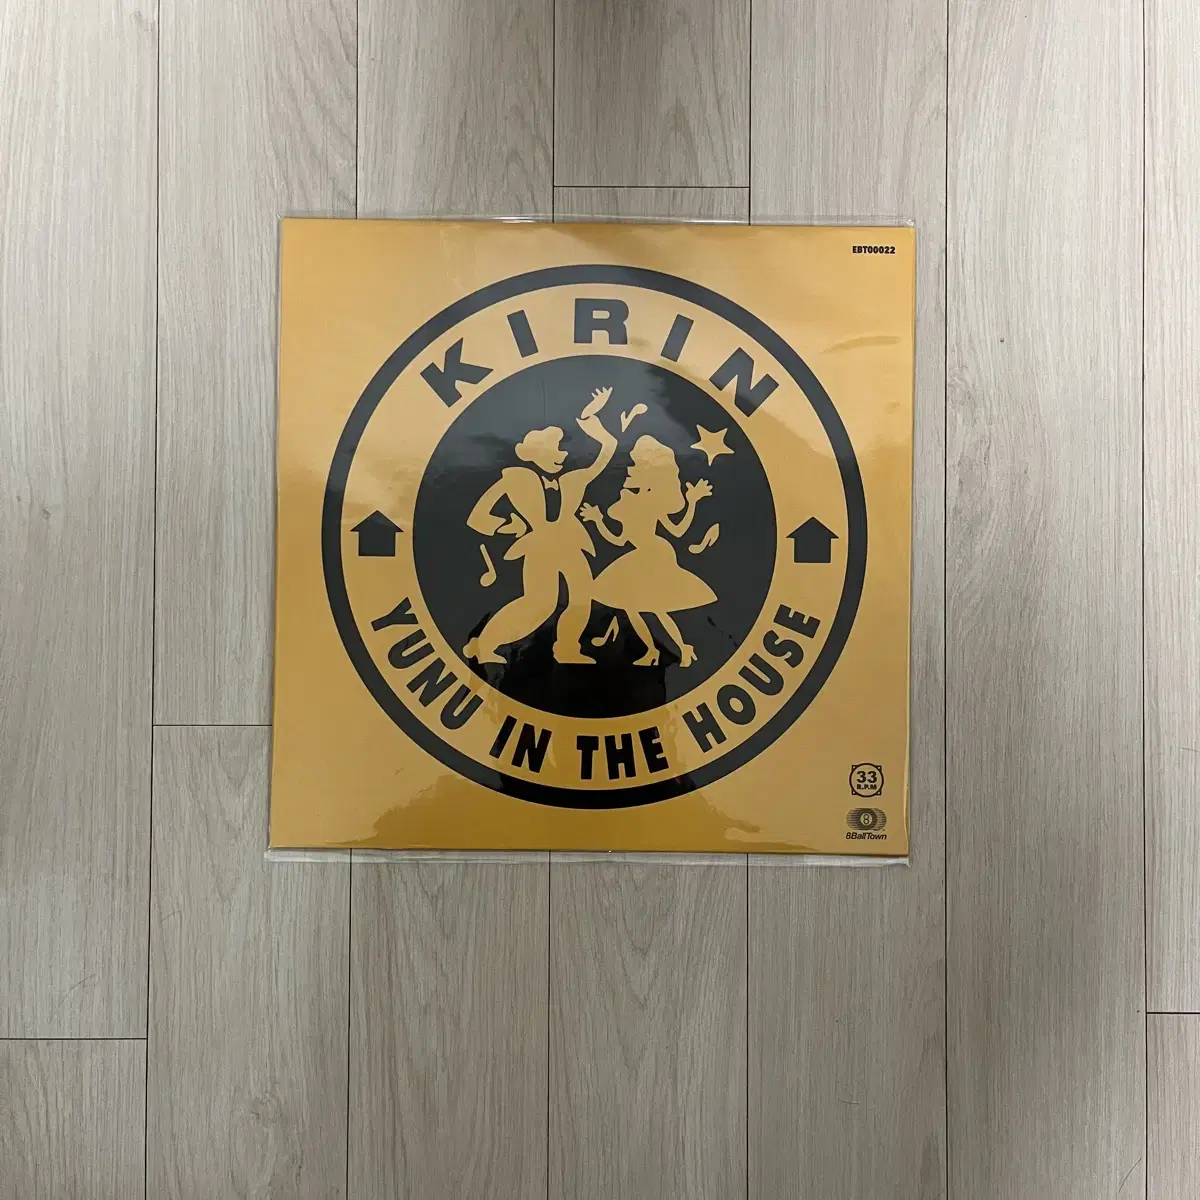 EBT00022
KIRIN
YUNU IN THE HOUSE
33
R.P.M
8
8BallTown